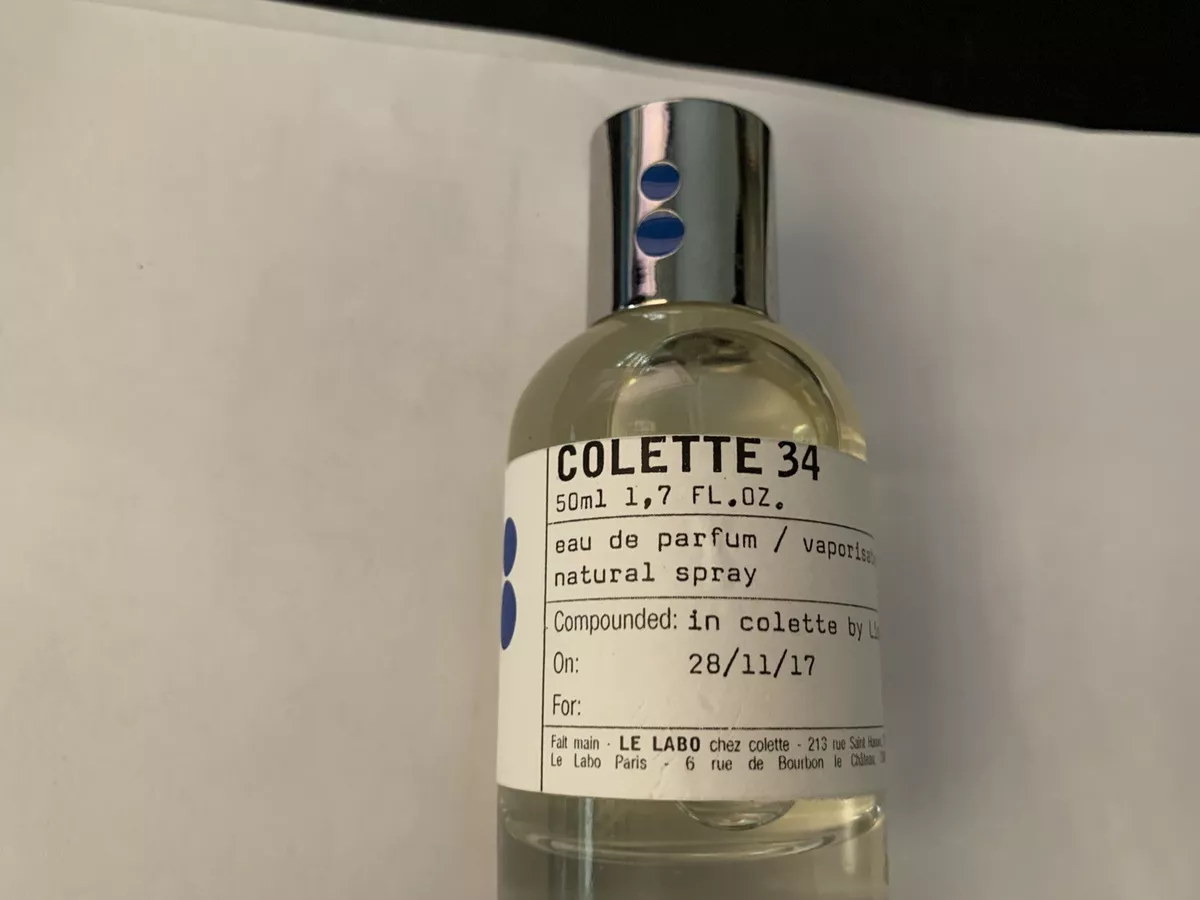 COLETTE 34
50ml 1,7 FL.OZ.
eau de parfum / vaporisat
natural spray
Compounded: in colette by
On: 28/11/17
For:
Fait main · LE LABO chez colette - 213 rue Saint
Le Labo Paris - 6 rue de Bourbon le Château,